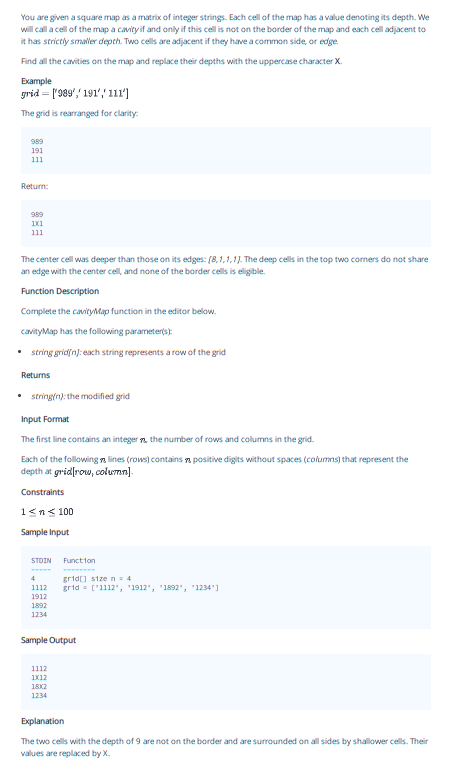 You are given a square map as a matrix of integer strings. Each cell of the map has a value denoting its depth. We
will call a cell of the map a cavity if and only if this cell is not on the border of the map and each cell adjacent to
it has strictly smaller depth. Two cells are adjacent if they have a common side, or edge.
Find all the cavities on the map and replace their depths with the uppercase character X.
Example
grid = ['989',' 191',' 111']
The grid is rearranged for clarity:
989
191
111
Return:
989
1X1
111
The center cell was deeper than those on its edges: [8,1,1,1]. The deep cells in the top two corners do not share
an edge with the center cell, and none of the border cells is eligible.
Function Description
Complete the cavityMap function in the editor below.
cavityMap has the following parameter(s):
• string grid[n]: each string represents a row of the grid
Returns
• string{n}: the modified grid
Input Format
The first line contains an integer n, the number of rows and columns in the grid.
Each of the following n lines (rows) contains n positive digits without spaces (columns) that represent the
depth at grid[row, column].
Constraints
1 ≤ n ≤ 100
Sample Input
STDIN Function
----- --------
4 grid[] size n = 4
1112 grid = ['1112', '1912', '1892', '1234']
1912
1892
1234
Sample Output
1112
1X12
18X2
1234
Explanation
The two cells with the depth of 9 are not on the border and are surrounded on all sides by shallower cells. Their
values are replaced by X.